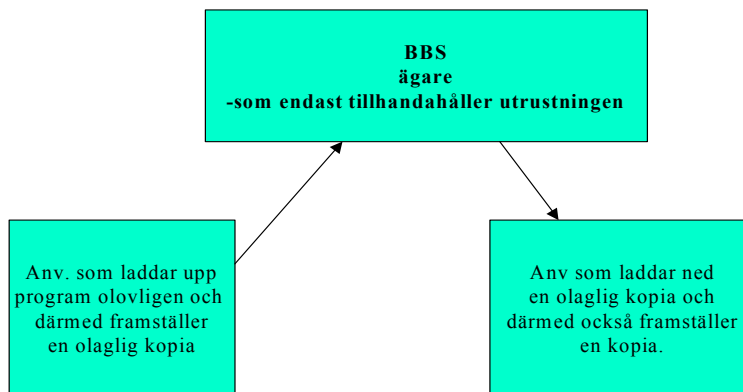 BBS
ägare
-som endast tillhandahåller utrustningen
Anv. som laddar upp
program olovligen och
därmed framställer
en olaglig kopia
Anv som laddar ned
en olaglig kopia och
därmed också framställer
en kopia.